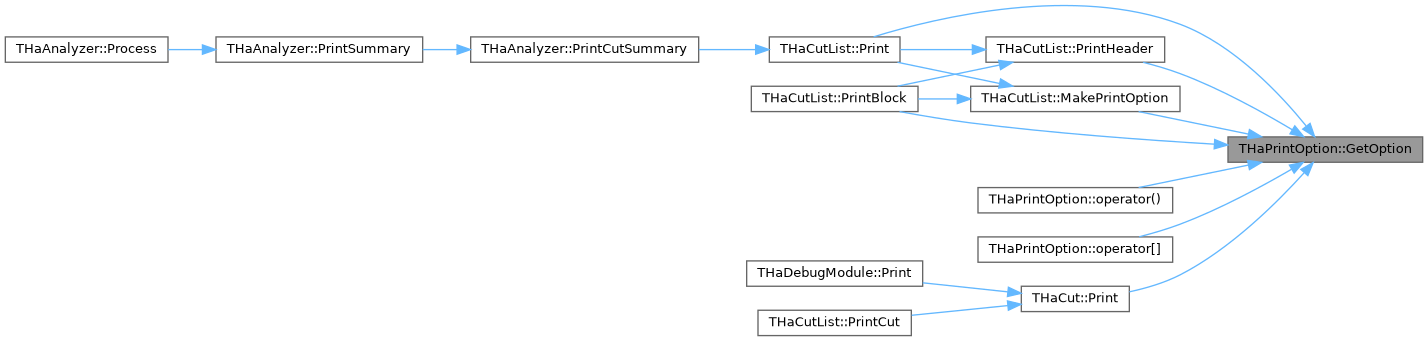 THaAnalyzer::Process
THaAnalyzer::PrintSummary
THaAnalyzer::PrintCutSummary
THaCutList::Print
THaCutList::PrintHeader
THaCutList::PrintBlock
THaCutList::MakePrintOption
THaPrintOption::GetOption
THaPrintOption::operator()
THaPrintOption::operator[]
THaDebugModule::Print
THaCut::Print
THaCutList::PrintCut